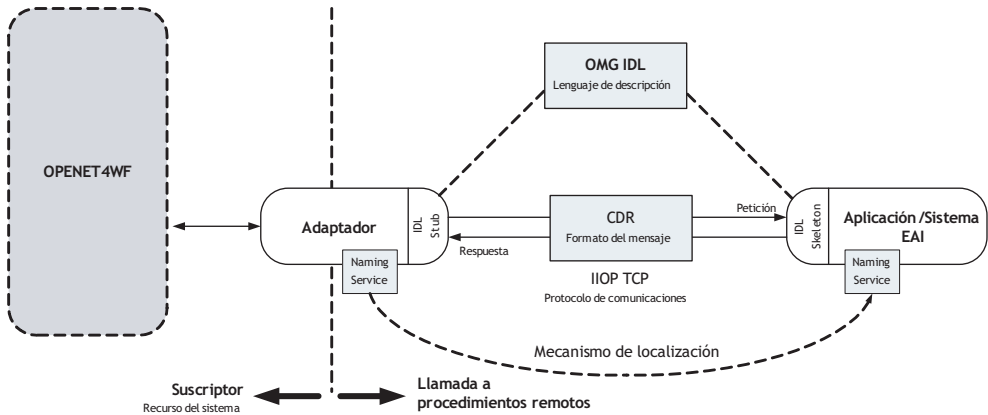 OPENET4WF
OMG IDL
Lenguaje de descripción
Adaptador
IDL
Stub
Naming
Service
CDR
Formato del mensaje
Petición
Respuesta
IIOP TCP
Protocolo de comunicaciones
IDL
Skeleton
Aplicación/Sistema
EAI
Naming
Service
Mecanismo de localización
Suscriptor
Recurso del sistema
Llamada a
procedimientos remotos